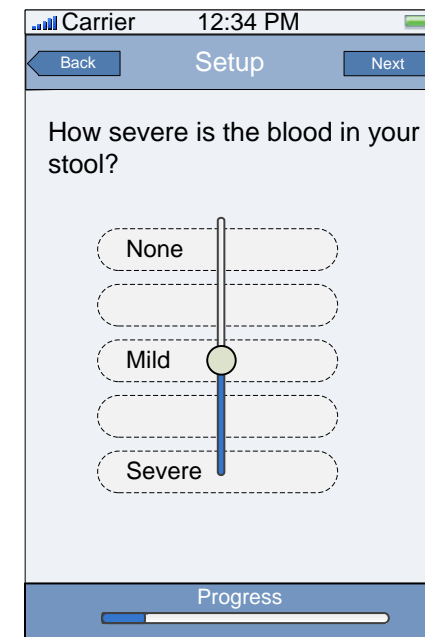 Carrier 12:34 PM
Back Setup Next
How severe is the blood in your
stool?
None
Mild
Severe
Progress